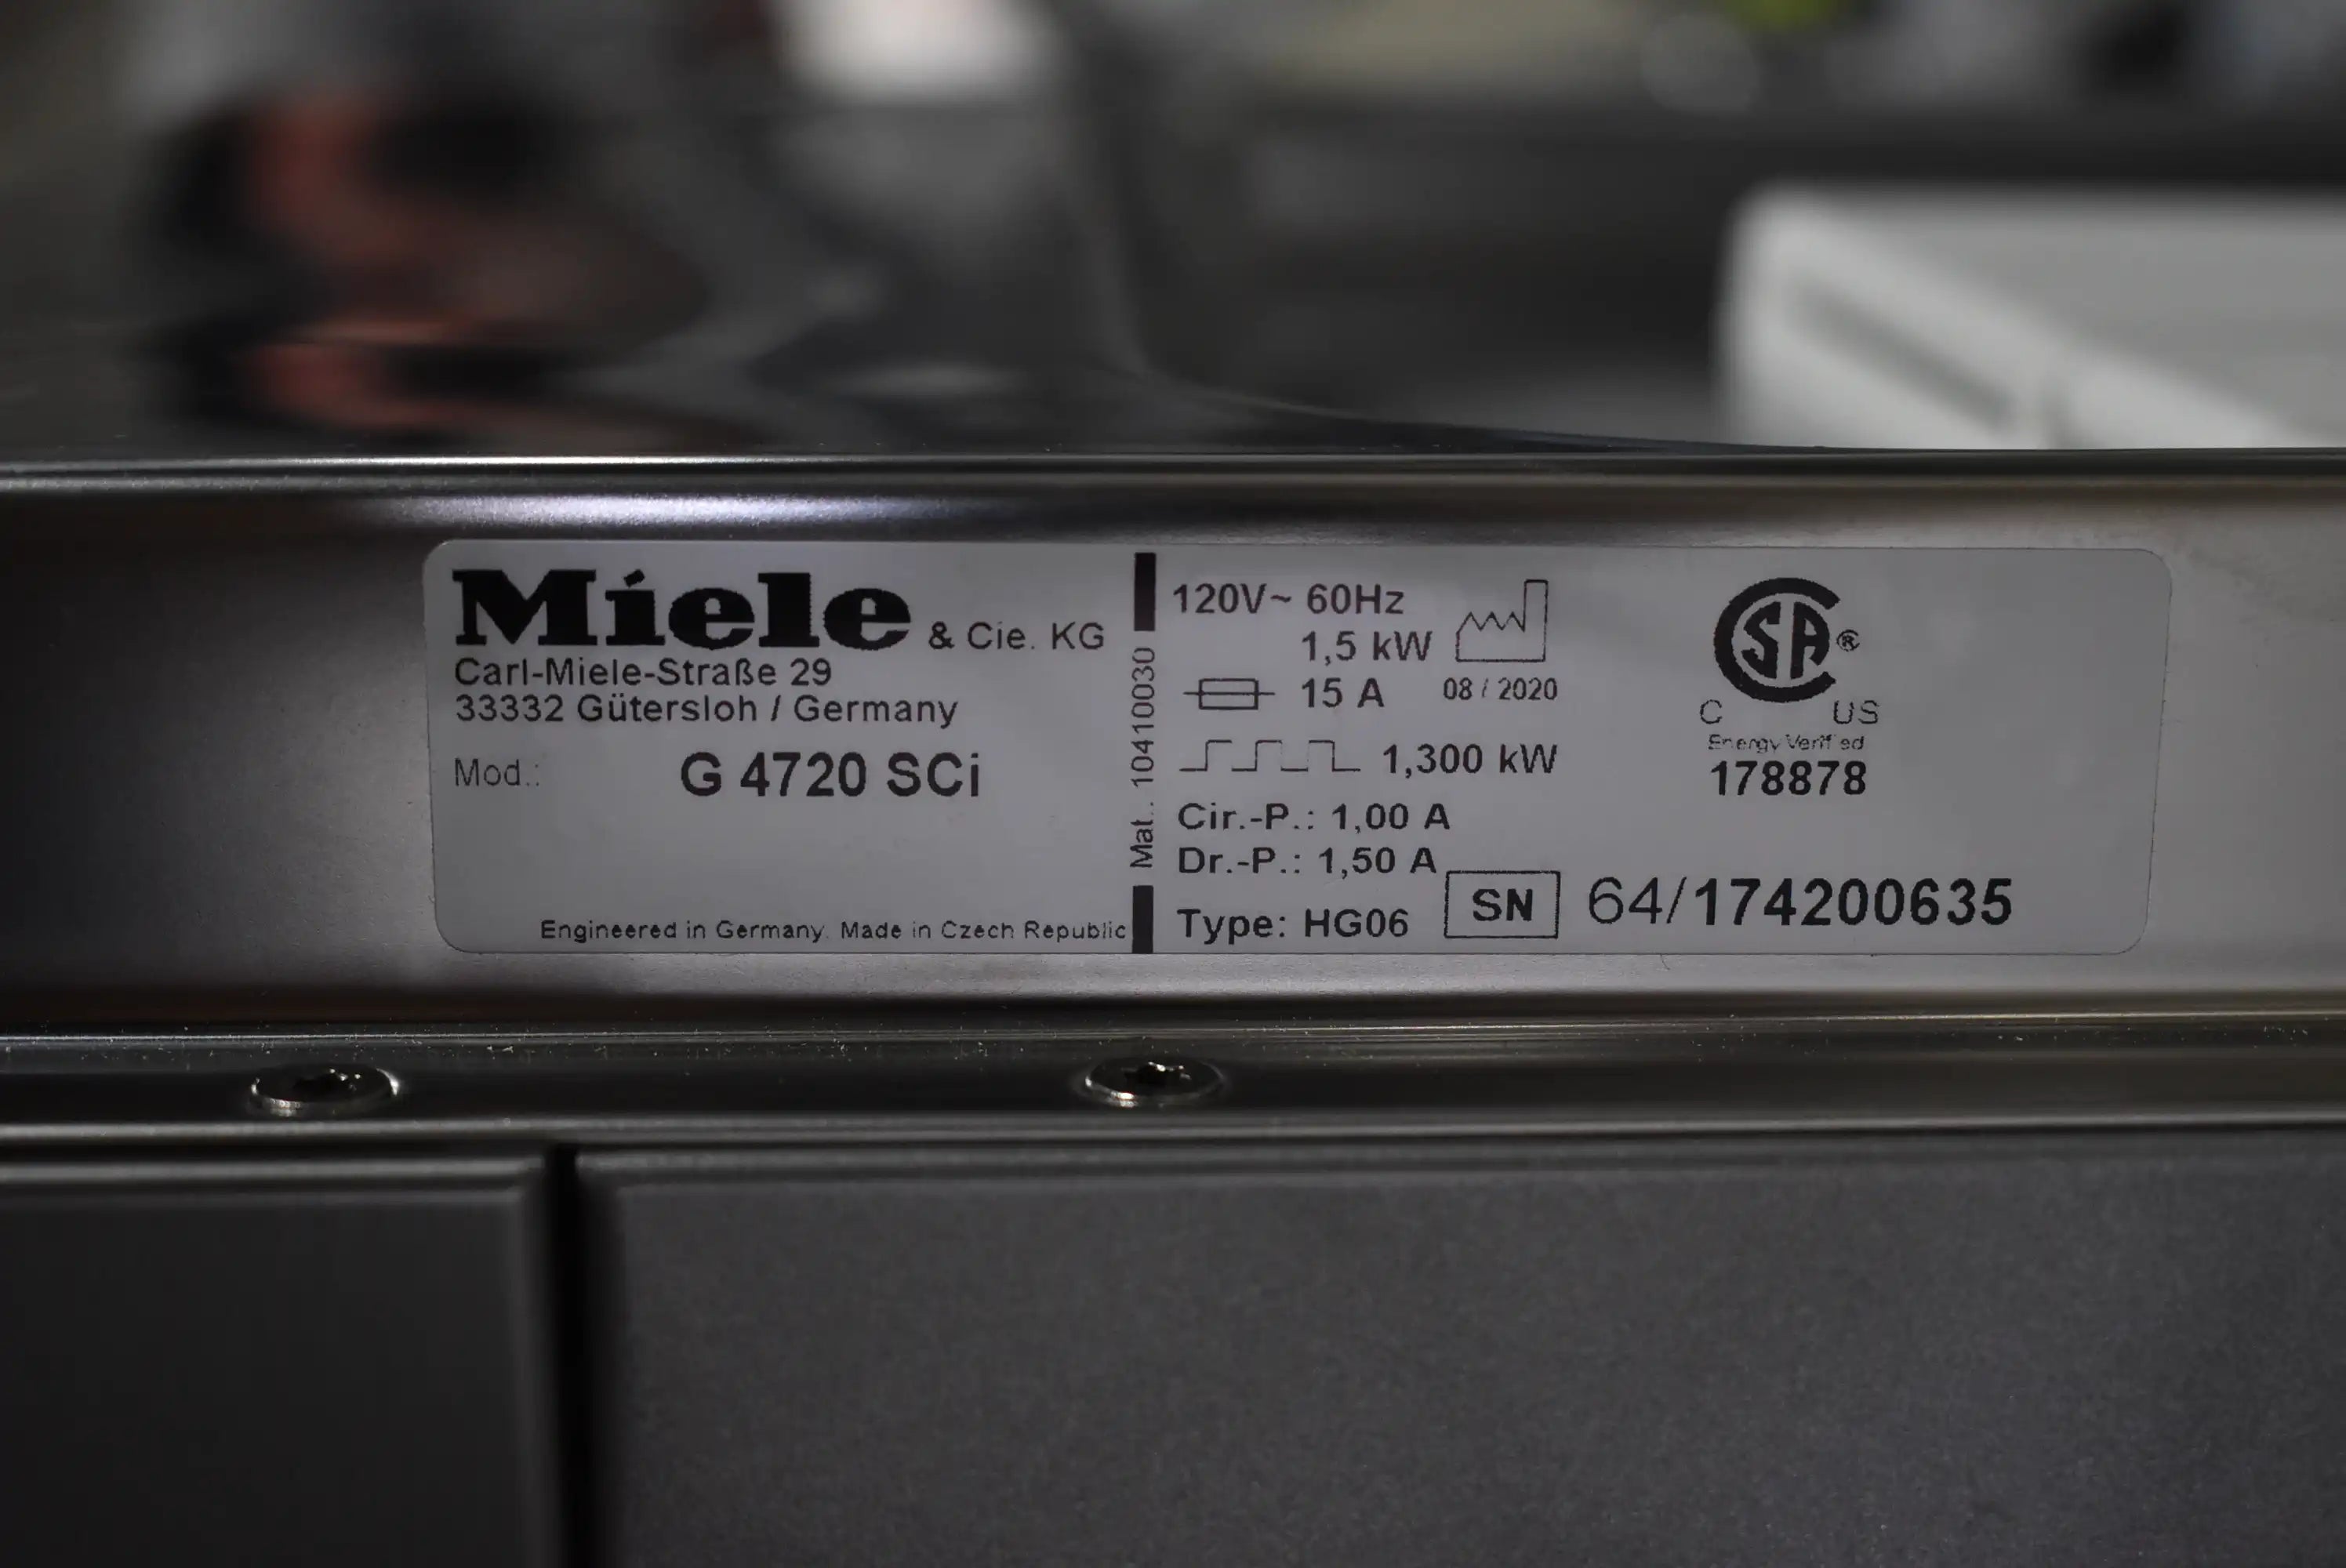 Miele & Cie. KG
Carl-Miele-Straße 29
33332 Gütersloh / Germany
Mod.: G 4720 SCi
Engineered in Germany. Made in Czech Republic
Mat.: 10410030
120V~ 60Hz
1,5 kW
15 A
08 / 2020
1,300 kW
Cir.-P.: 1,00 A
Dr.-P.: 1,50 A
Type: HG06
SA®
C US
Energy Verified
178878
SN 64/174200635